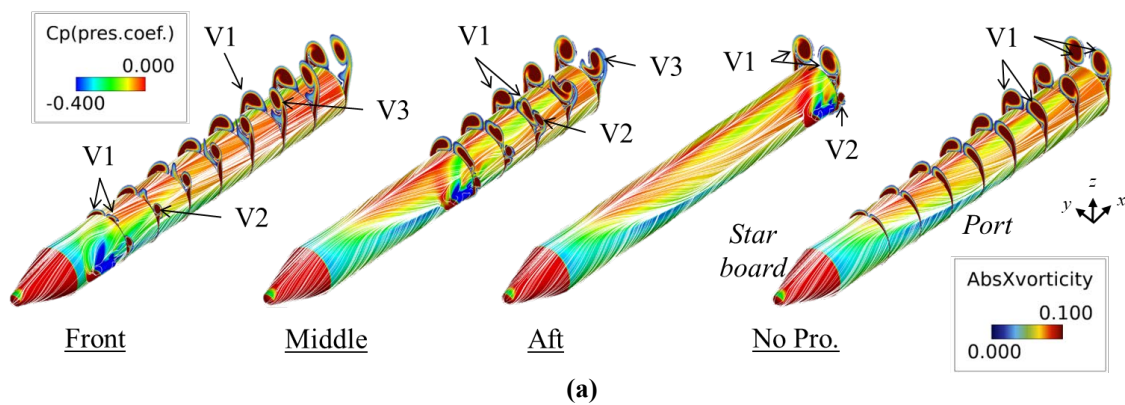 Cp(pres.coef.)
0.000
-0.400
V1
V3
V1
V2
V1
V3
V2
V1
V2
V1
Star
board
Port
z
y
x
AbsXvorticity
0.100
0.000
Front
Middle
Aft
No Pro.
(a)